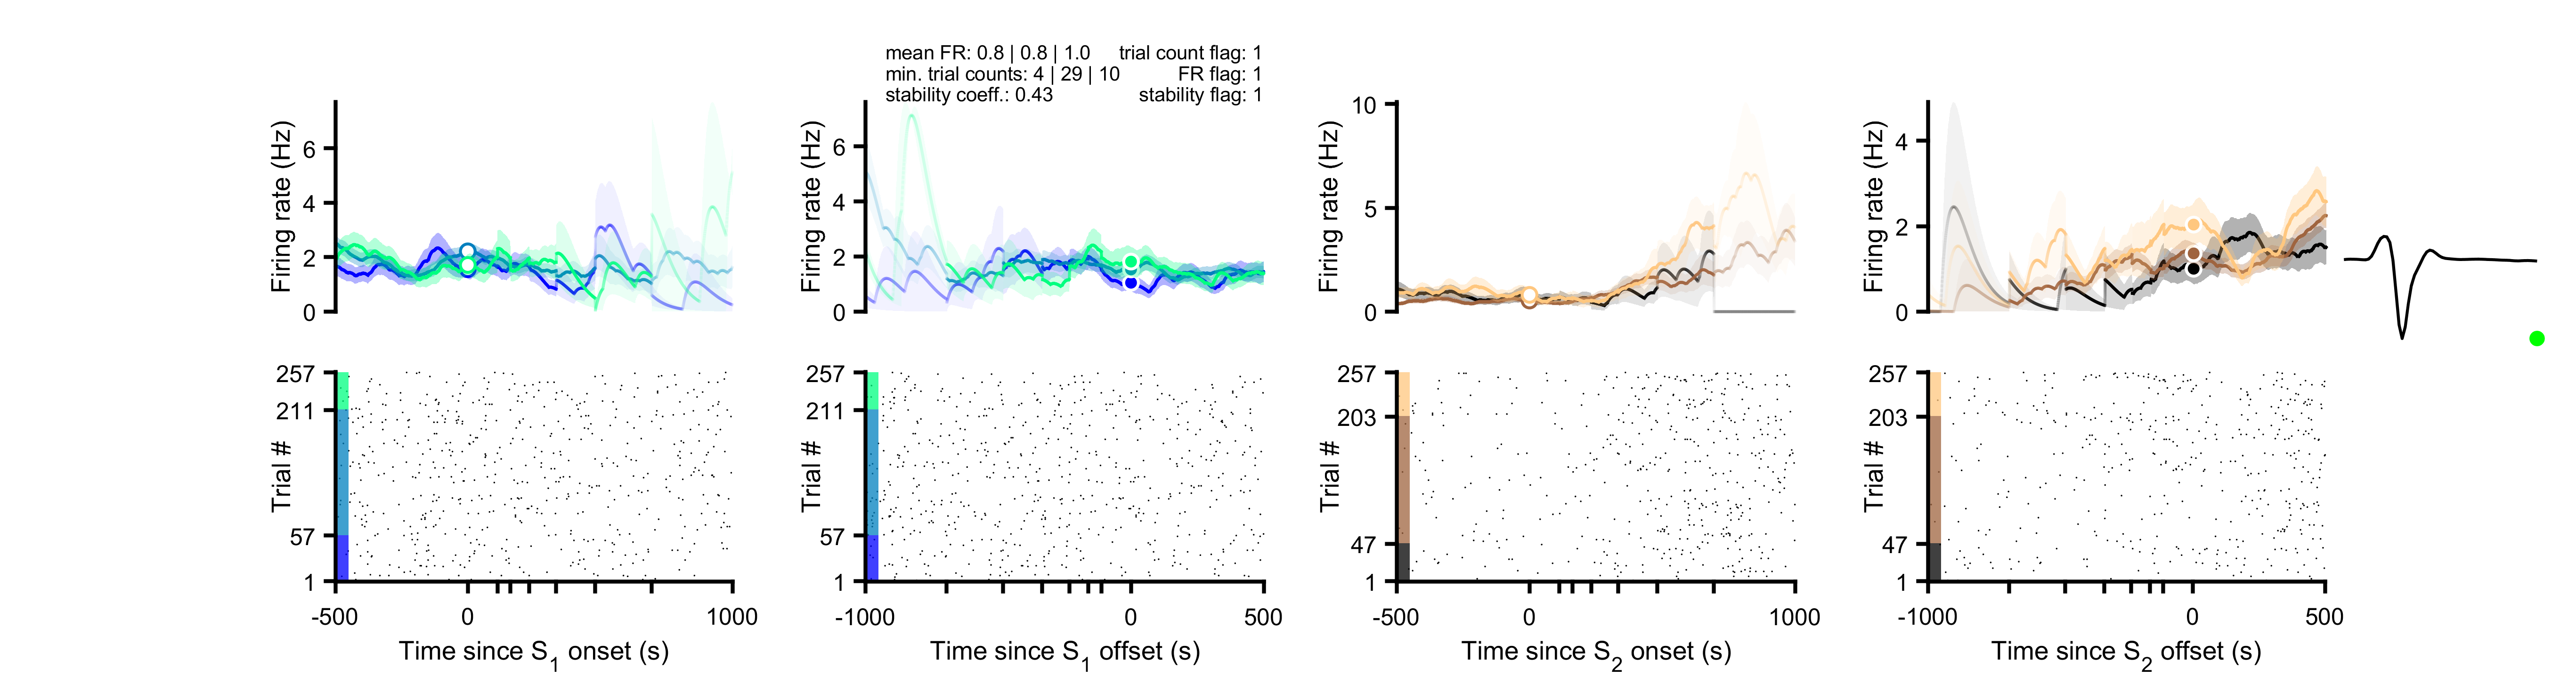 mean FR: 0.8 | 0.8 | 1.0 trial count flag: 1
min. trial counts: 4 | 29 | 10 FR flag: 1
stability coeff.: 0.43 stability flag: 1
Firing rate (Hz)
6
4
2
0
Firing rate (Hz)
6
4
2
0
Firing rate (Hz)
10
5
0
Firing rate (Hz)
4
2
0
Trial #
257
211
57
1
-500 0 1000
Time since S1 onset (s)
Trial #
257
211
57
1
-1000 0 500
Time since S1 offset (s)
Trial #
257
203
47
1
-500 0 1000
Time since S2 onset (s)
Trial #
257
203
47
1
-1000 0 500
Time since S2 offset (s)